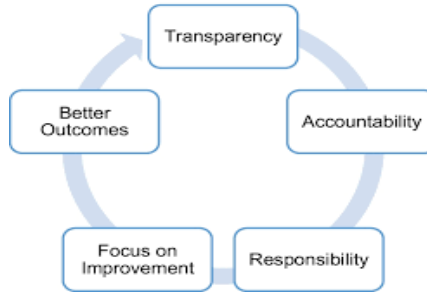 Transparency
Accountability
Responsibility
Focus on
Improvement
Better
Outcomes